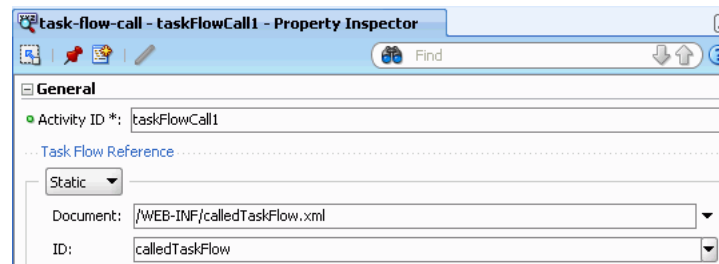 task-flow-call - taskFlowCall1 - Property Inspector
Find
General
Activity ID *: taskFlowCall1
Task Flow Reference
Static
Document: /WEB-INF/calledTaskFlow.xml
ID: calledTaskFlow